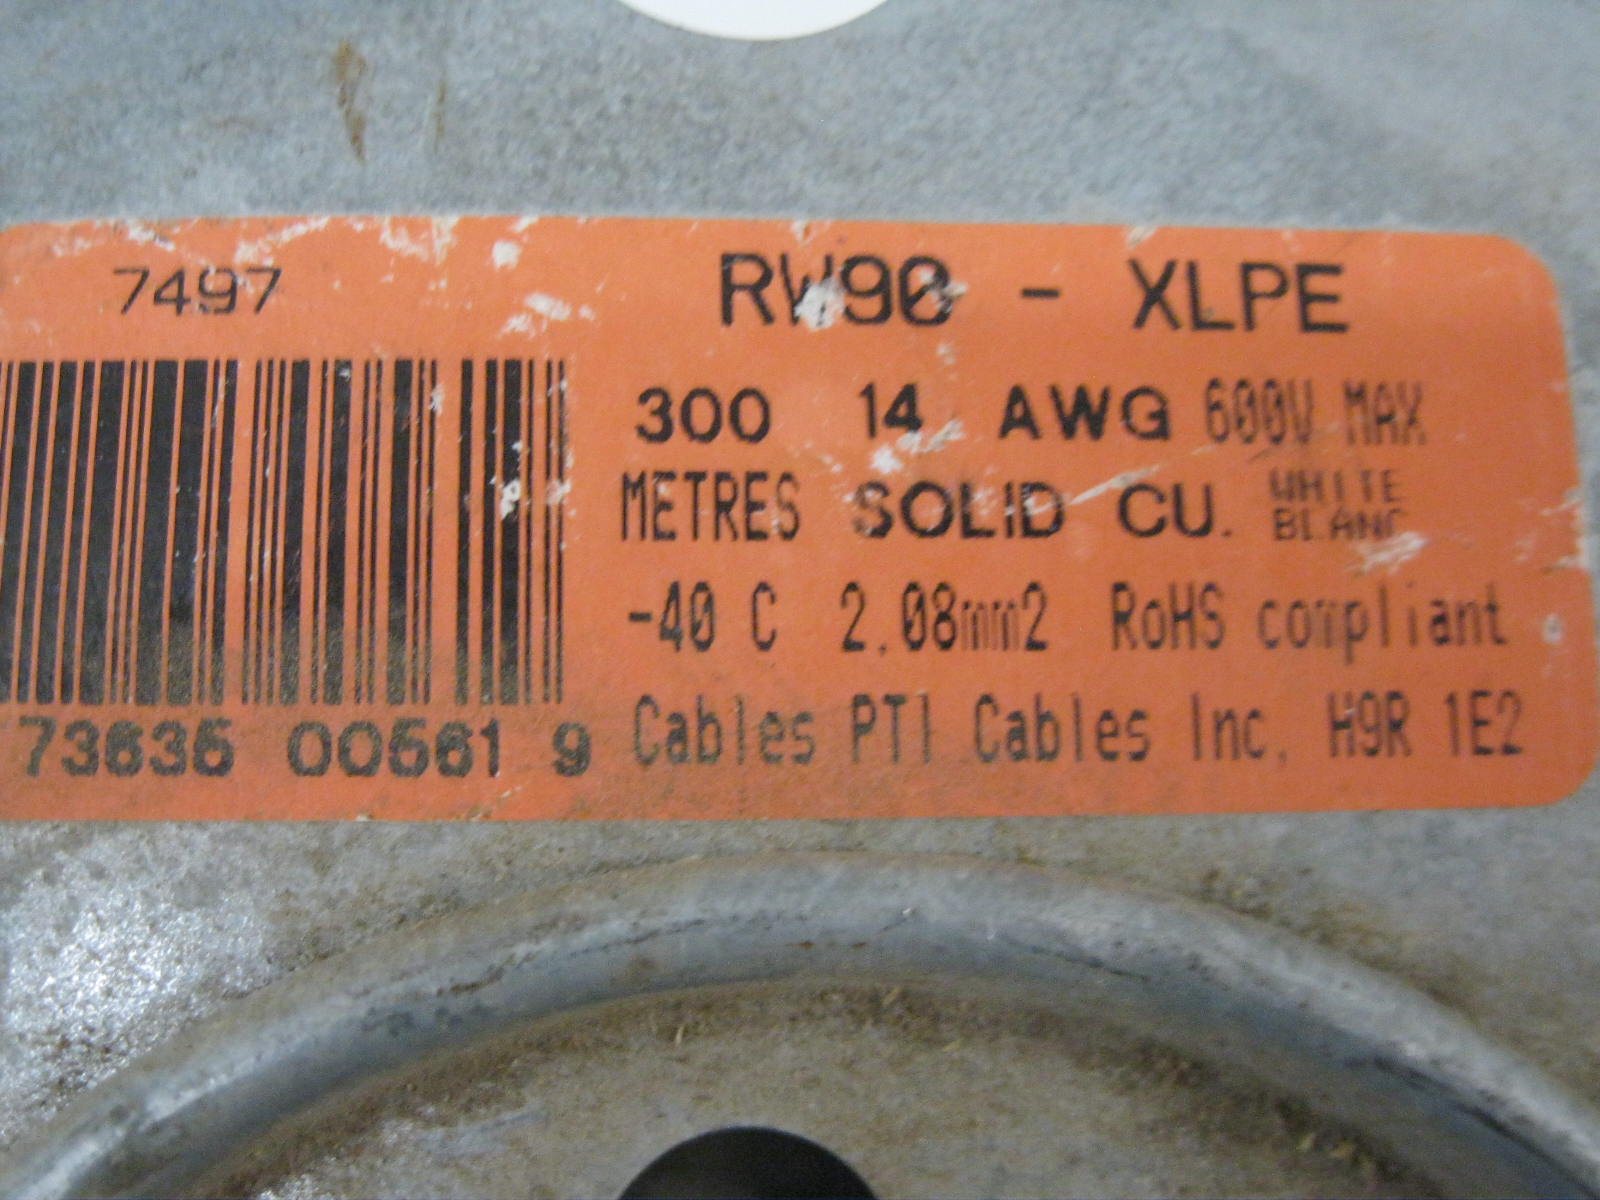 7497
73635 00561 9
RW90 - XLPE
300 14 AWG 600V MAX
METRES SOLID CU. WHITE BLANC
-40 C 2.08mm2 RoHS compliant
Cables PTI Cables Inc. H9R 1E2